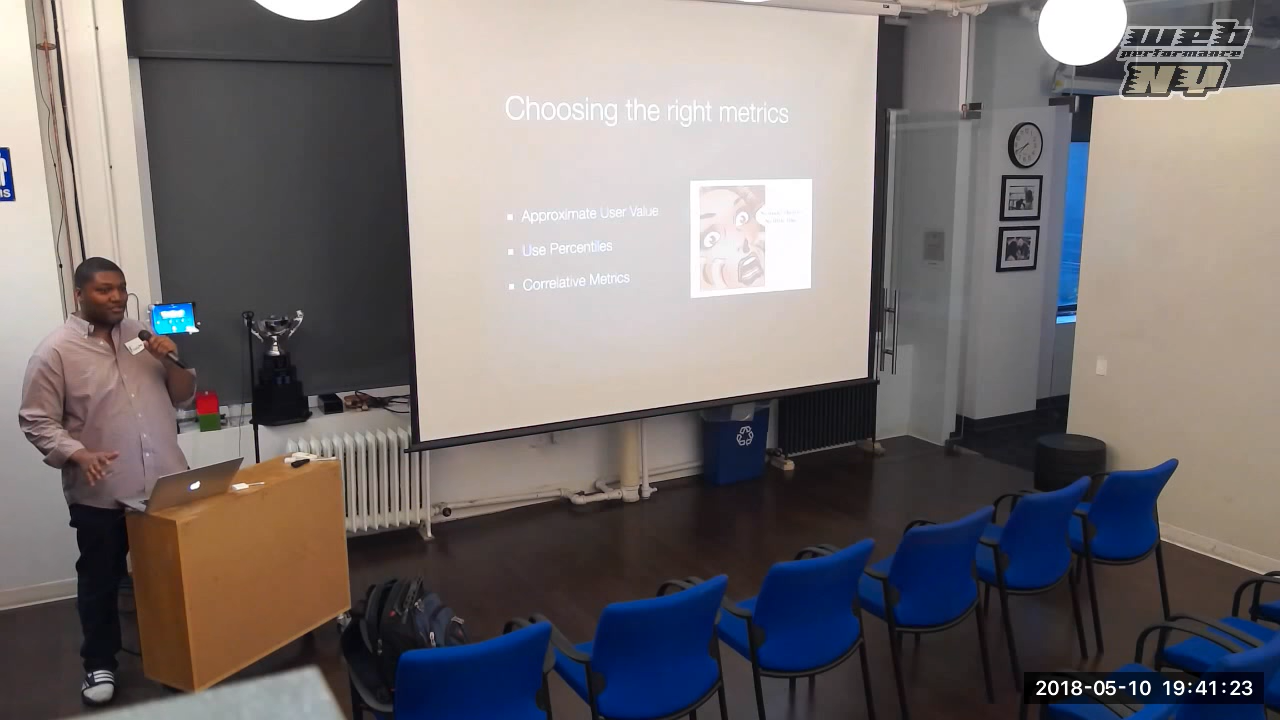 web
performance
NY
Choosing the right metrics
Approximate User Value
Use Percentiles
Correlative Metrics
2018-05-10 19:41:23